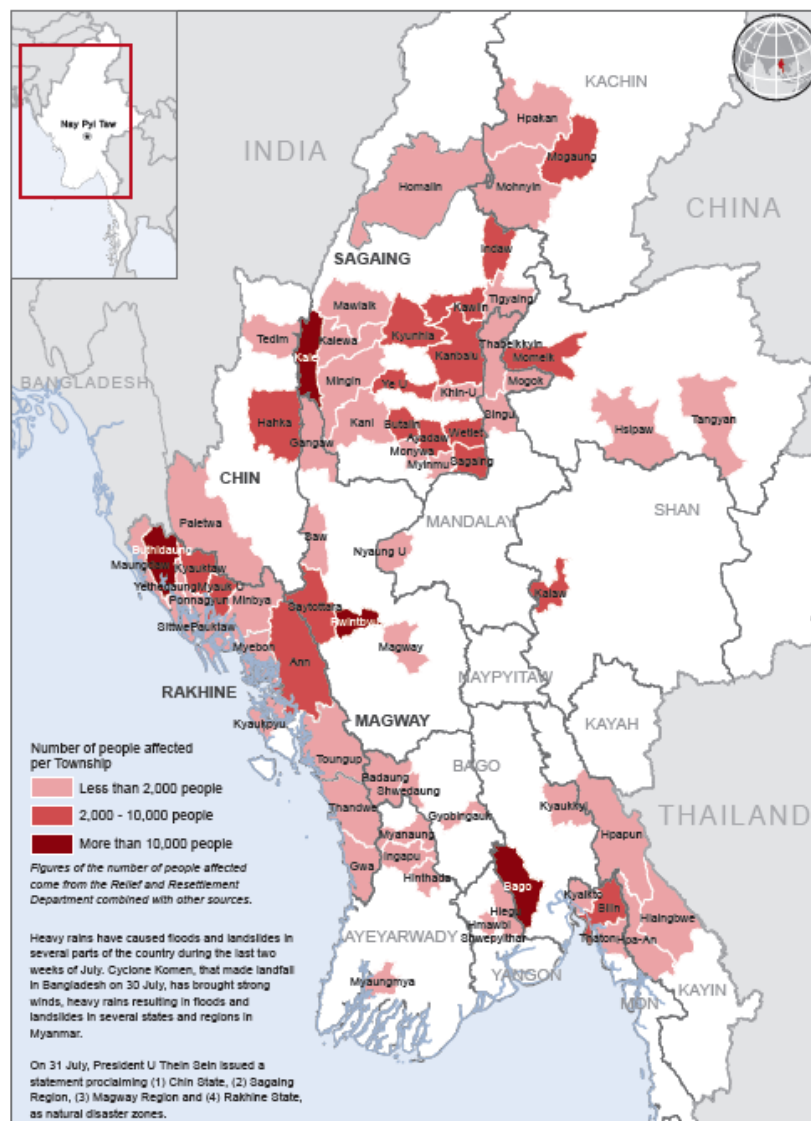 Nay Pyi Taw
KACHIN
Hpakan
INDIA
Mogaung
Homalin
Mohnyin
CHINA
Indaw
SAGAING
Mawlaik
Tigyaing
Kawlin
Kyunhla
Tedim
Kale
Kalewa
Thabeikkyin
Kanbalu
Momeik
BANGLADESH
Mingin
Ye U
Mogok
Khin-U
Hahka
Kani
Singu
Tangyan
Butalin
Hsipaw
Gangaw
Ayadaw
Wetlet
Monywa
Myinmu
Sagaing
CHIN
SHAN
Paletwa
MANDALAY
Saw
Buthidaung
Nyaung U
Maungdaw
Kyauktaw
Yethedaung
Myauk U
Kalaw
Ponnagyun
Minbya
Saytottara
Pwintbyu
Sittwe
Pauktaw
Magway
Myebon
Ann
NAYPYITAW
RAKHINE
Kyaukpyu
MAGWAY
KAYAH
Number of people affected
per Township
Less than 2,000 people
2,000 - 10,000 people
More than 10,000 people
Toungup
BAGO
Padaung
Shwedaung
THAILAND
Thandwe
Kyaukkyi
Gyobingauk
Myanaung
Hpapun
Gwa
Ingapu
Hinthada
Bago
Kyaikto
Bilin
Hlegu
Hlaingbwe
Hmawbi
Shwepyithar
Thaton
Hpa-An
AYEYARWADY
YANGON
Myaungmya
MON
KAYIN
Figures of the number of people affected
come from the Relief and Resettlement
Department combined with other sources.
Heavy rains have caused floods and landslides in
several parts of the country during the last two
weeks of July. Cyclone Komen, that made landfall
in Bangladesh on 30 July, has brought strong
winds, heavy rains resulting in floods and
landslides in several states and regions in
Myanmar.
On 31 July, President U Thein Sein issued a
statement proclaiming (1) Chin State, (2) Sagaing
Region, (3) Magway Region and (4) Rakhine State,
as natural disaster zones.